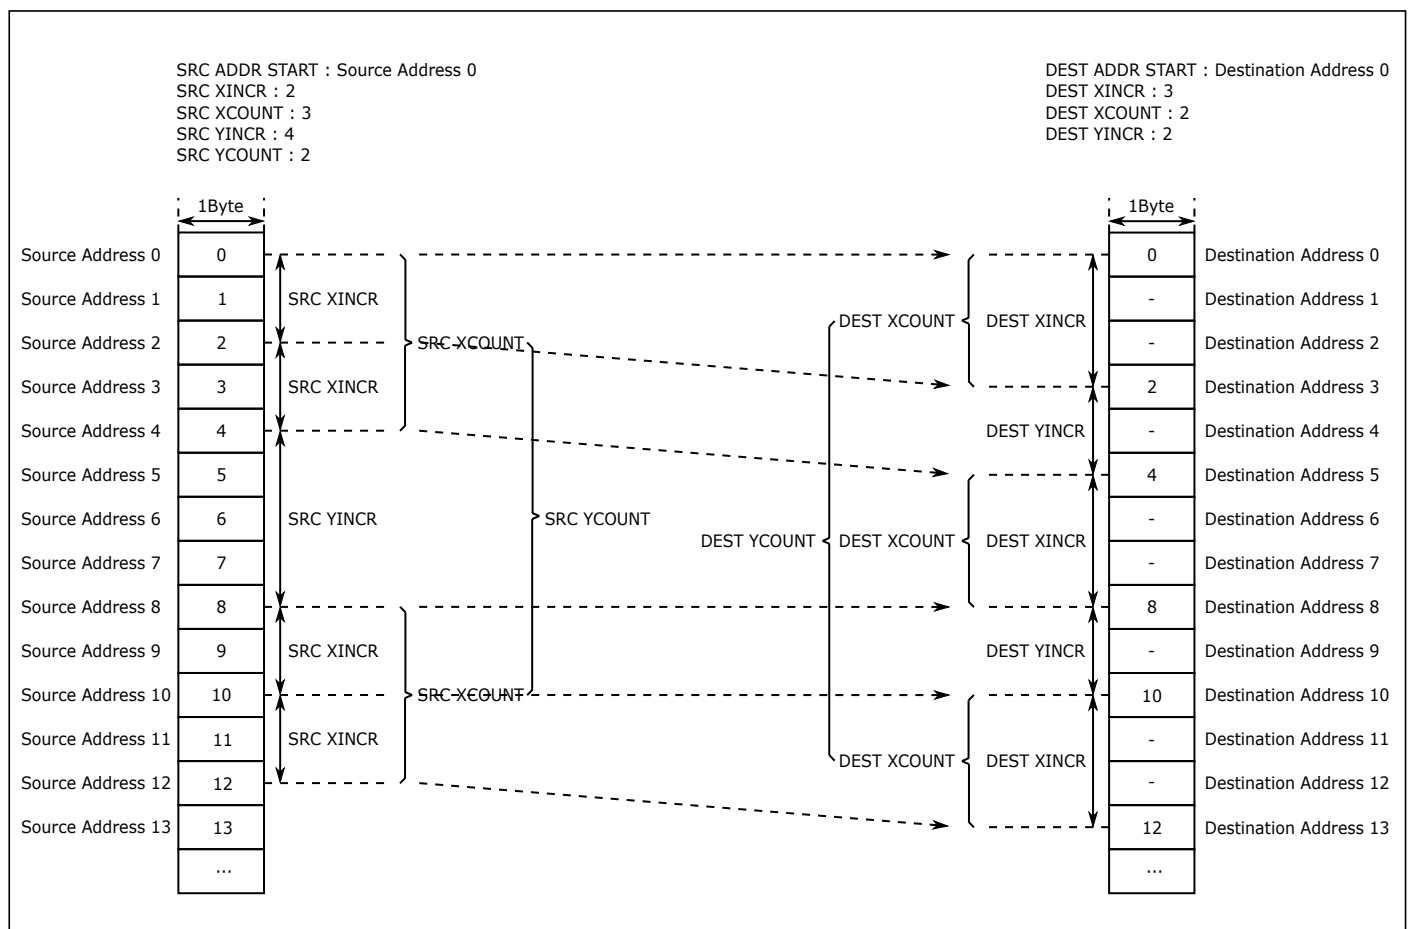 SRC ADDR START : Source Address 0
SRC XINCR : 2
SRC XCOUNT : 3
SRC YINCR : 4
SRC YCOUNT : 2
DEST ADDR START : Destination Address 0
DEST XINCR : 3
DEST XCOUNT : 2
DEST YINCR : 2
1Byte
1Byte
Source Address 0 0 0 Destination Address 0
Source Address 1 1 SRC XINCR - Destination Address 1
DEST XCOUNT DEST XINCR
Source Address 2 2 SRC XCOUNT - Destination Address 2
Source Address 3 3 SRC XINCR 2 Destination Address 3
Source Address 4 4 DEST YINCR - Destination Address 4
Source Address 5 5 4 Destination Address 5
Source Address 6 6 SRC YINCR SRC YCOUNT - Destination Address 6
DEST YCOUNT DEST XCOUNT DEST XINCR
Source Address 7 7 - Destination Address 7
Source Address 8 8 8 Destination Address 8
Source Address 9 9 SRC XINCR DEST YINCR - Destination Address 9
Source Address 10 10 SRC XCOUNT 10 Destination Address 10
Source Address 11 11 SRC XINCR - Destination Address 11
DEST XCOUNT DEST XINCR
Source Address 12 12 - Destination Address 12
Source Address 13 13 12 Destination Address 13
... ...